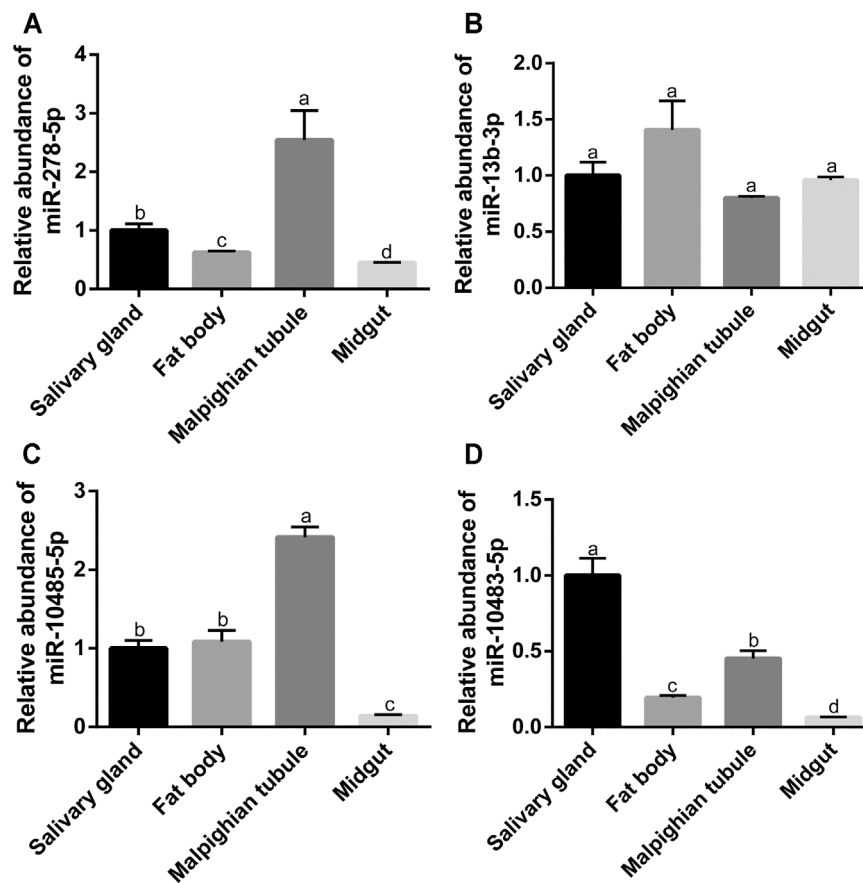 A
Relative abundance of
miR-278-5p
4
3
2
1
0
b
c
a
d
Salivary gland
Fat body
Malpighian tubule
Midgut
B
Relative abundance of
miR-13b-3p
2.0
1.5
1.0
0.5
0.0
a
a
a
a
Salivary gland
Fat body
Malpighian tubule
Midgut
C
Relative abundance of
miR-10485-5p
3
2
1
0
b
b
a
c
Salivary gland
Fat body
Malpighian tubule
Midgut
D
Relative abundance of
miR-10483-5p
1.5
1.0
0.5
0.0
a
c
b
d
Salivary gland
Fat body
Malpighian tubule
Midgut